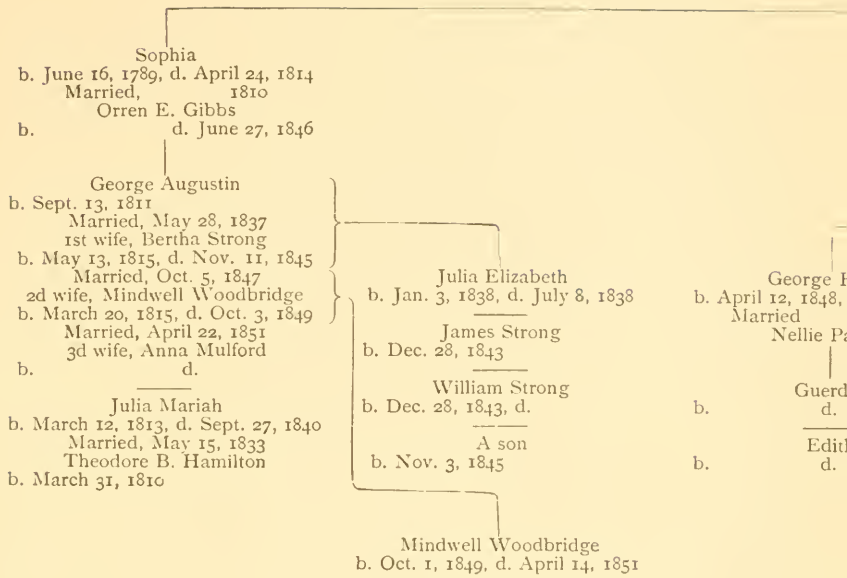 Sophia
b. June 16, 1789, d. April 24, 1814
Married, 1810
Orren E. Gibbs
b. d. June 27, 1846
George Augustin
b. Sept. 13, 1811
Married, May 28, 1837
1st wife, Bertha Strong
b. May 13, 1815, d. Nov. 11, 1845
Married, Oct. 5, 1847
2d wife, Mindwell Woodbridge
b. March 20, 1815, d. Oct. 3, 1849
Married, April 22, 1851
3d wife, Anna Mulford
b. d.
Julia Mariah
b. March 12, 1813, d. Sept. 27, 1840
Married, May 15, 1833
Theodore B. Hamilton
b. March 31, 1810
Julia Elizabeth
b. Jan. 3, 1838, d. July 8, 1838
James Strong
b. Dec. 28, 1843
William Strong
b. Dec. 28, 1843, d.
A son
b. Nov. 3, 1845
Mindwell Woodbridge
b. Oct. 1, 1849, d. April 14, 1851
George H
b. April 12, 1848,
Married
Nellie Pa
Guerd
b. d.
Edith
b. d.